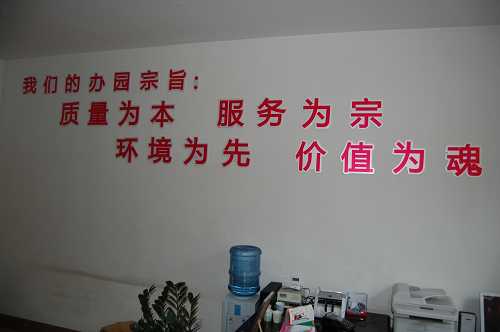 我们的办园宗旨:
质量为本 服务为宗
环境为先 价值为魂